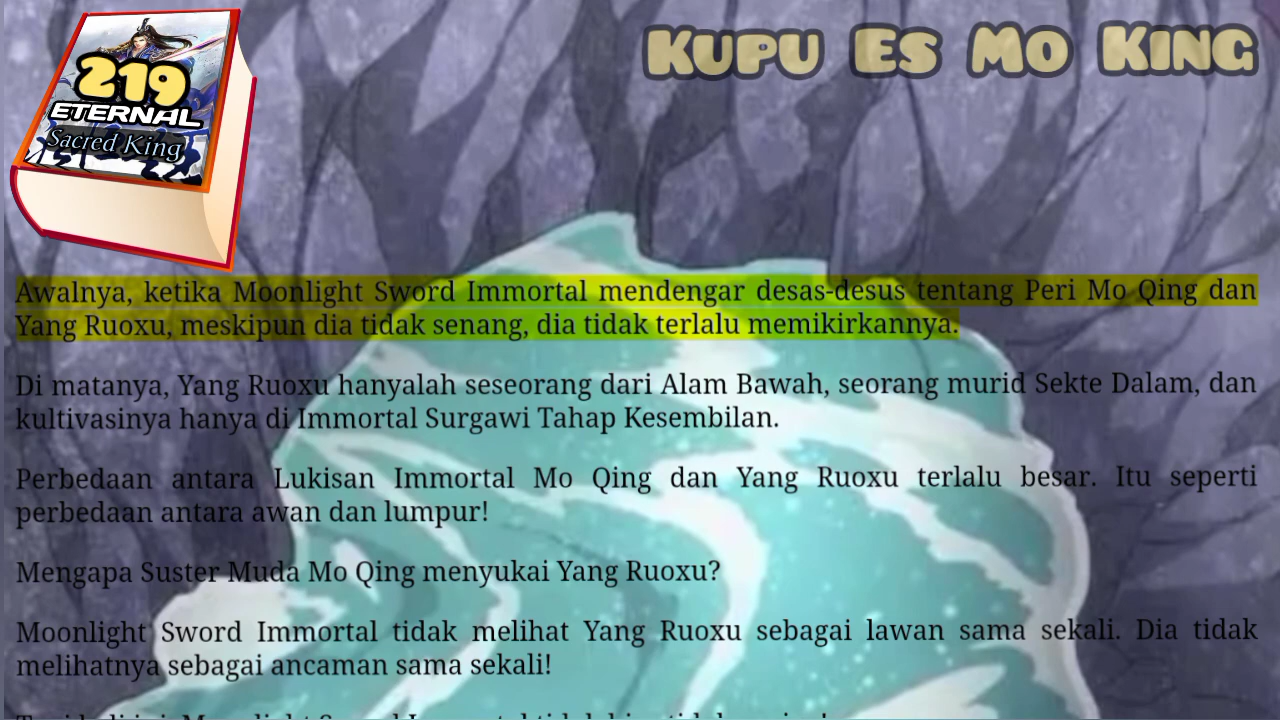 219
ETERNAL
Sacred King
KUPU ES MO KING
Awalnya, ketika Moonlight Sword Immortal mendengar desas-desus tentang Peri Mo Qing dan
Yang Ruoxu, meskipun dia tidak senang, dia tidak terlalu memikirkannya.
Di matanya, Yang Ruoxu hanyalah seseorang dari Alam Bawah, seorang murid Sekte Dalam, dan
kultivasinya hanya di Immortal Surgawi Tahap Kesembilan.
Perbedaan antara Lukisan Immortal Mo Qing dan Yang Ruoxu terlalu besar. Itu seperti
perbedaan antara awan dan lumpur!
Mengapa Suster Muda Mo Qing menyukai Yang Ruoxu?
Moonlight Sword Immortal tidak melihat Yang Ruoxu sebagai lawan sama sekali. Dia tidak
melihatnya sebagai ancaman sama sekali!